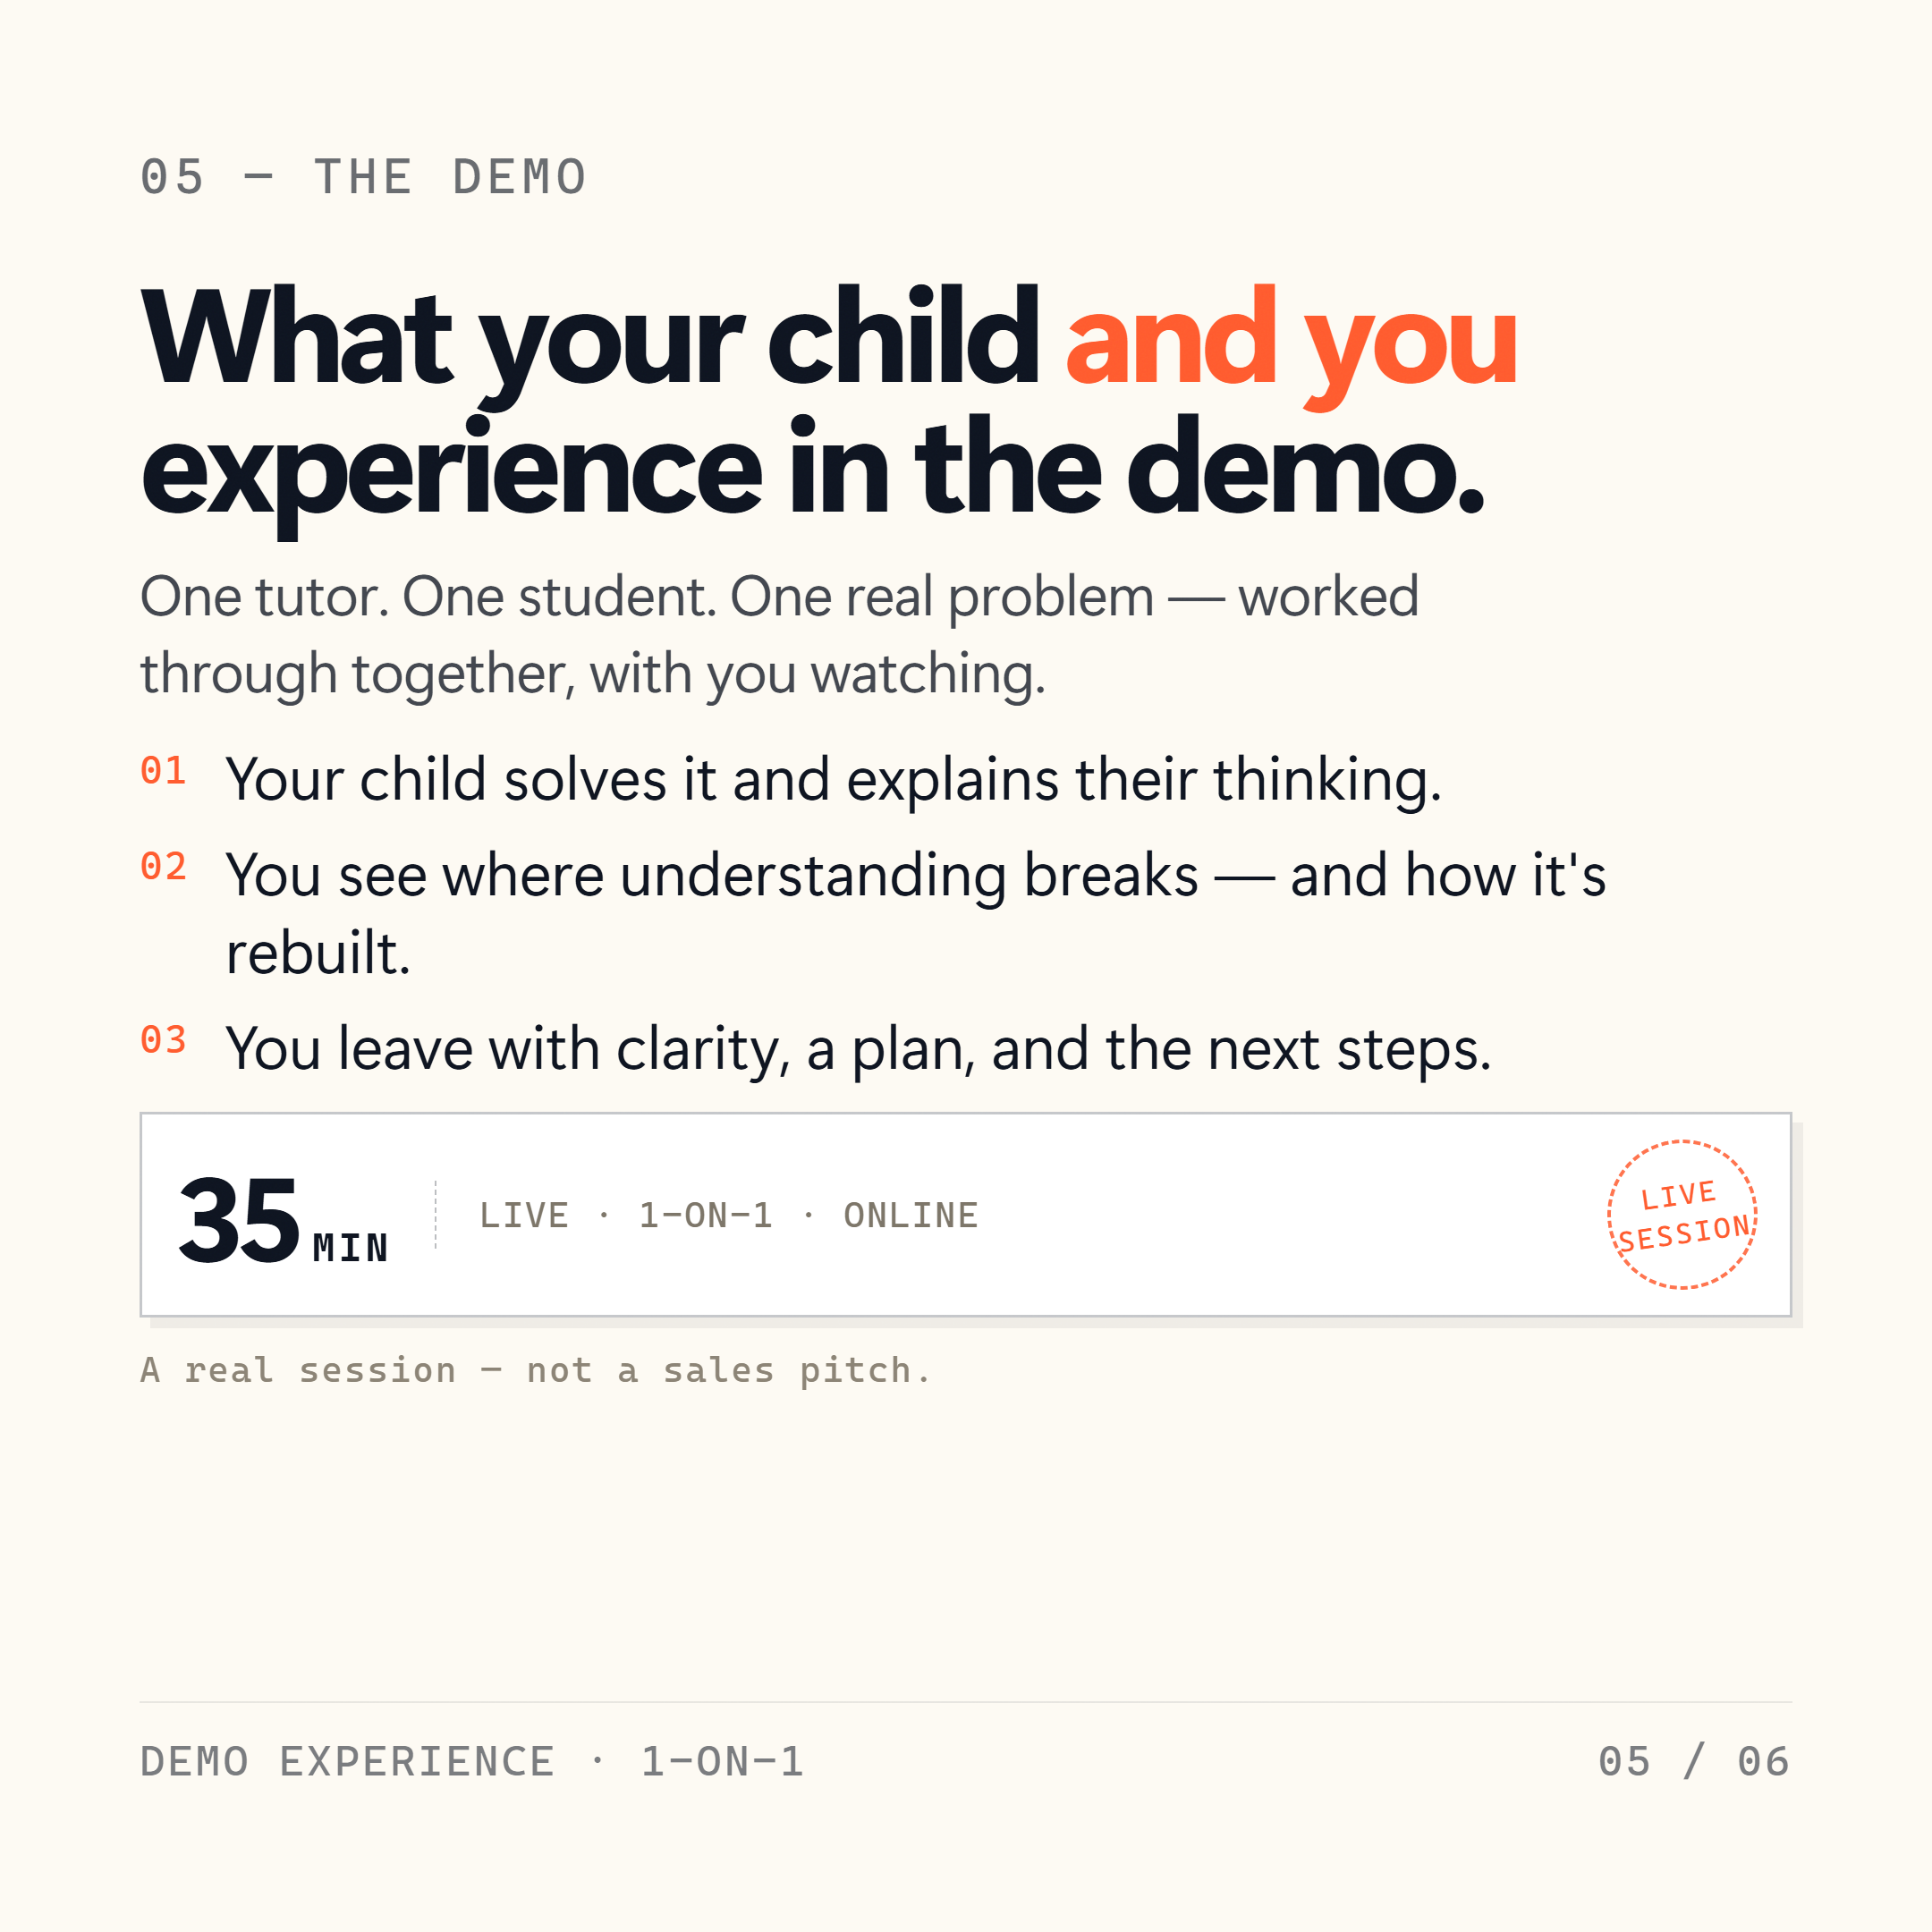 05 — THE DEMO
What your child and you
experience in the demo.
One tutor. One student. One real problem — worked
through together, with you watching.
01 Your child solves it and explains their thinking.
02 You see where understanding breaks — and how it's
rebuilt.
03 You leave with clarity, a plan, and the next steps.
35 MIN LIVE · 1-ON-1 · ONLINE
LIVE
SESSION
A real session — not a sales pitch.
DEMO EXPERIENCE · 1-ON-1 05 / 06